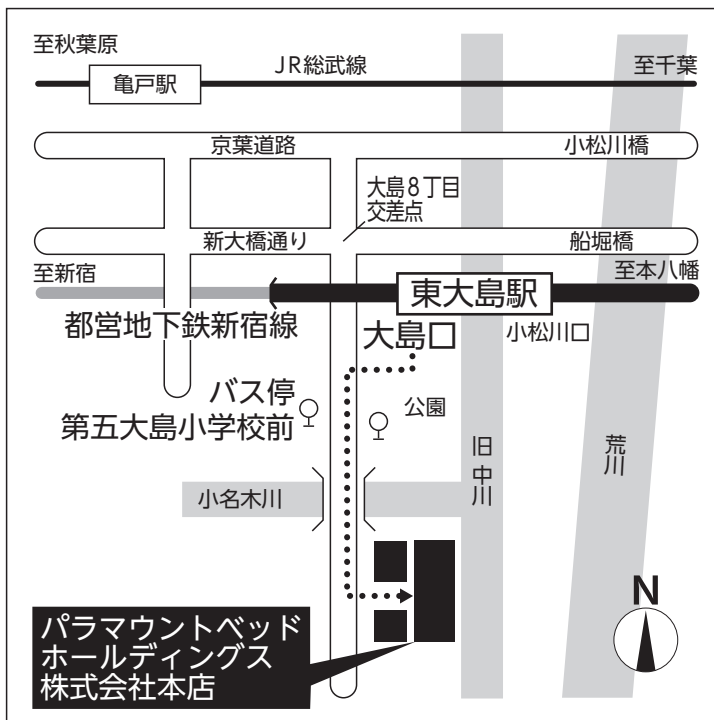 至秋葉原
JR総武線
至千葉
亀戸駅
京葉道路
小松川橋
大島8丁目
交差点
新大橋通り
船堀橋
至新宿
至本八幡
東大島駅
都営地下鉄新宿線
大島口
小松川口
バス停
第五大島小学校前
公園
旧中川
荒川
小名木川
N
パラマウントベッド
ホールディングス
株式会社本店